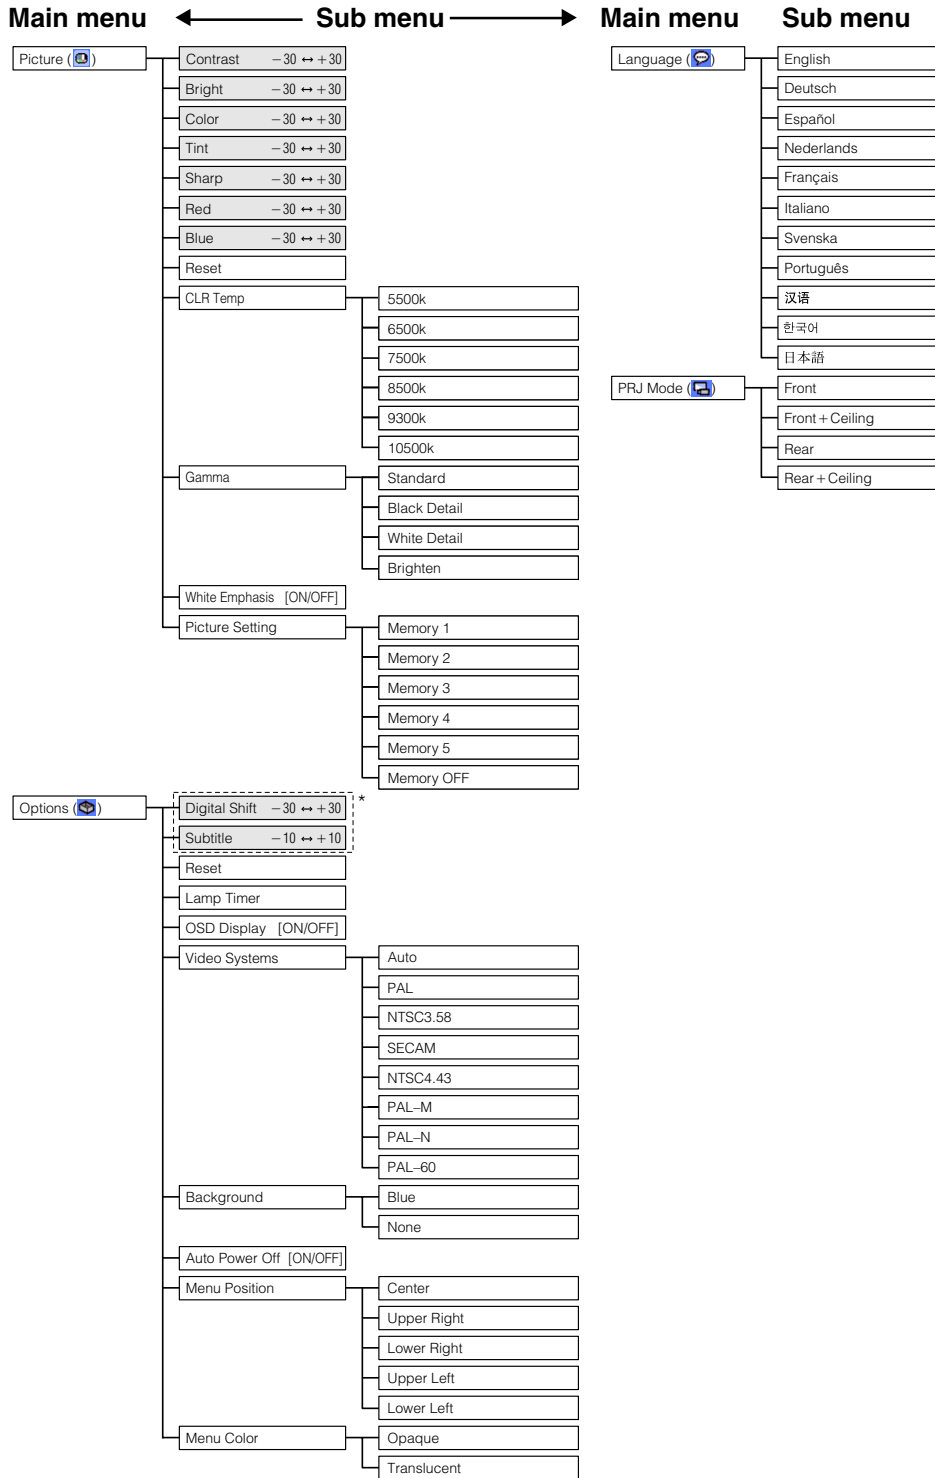 Main menu Sub menu Main menu Sub menu
Picture ( )
Contrast −30 ↔ +30
Bright −30 ↔ +30
Color −30 ↔ +30
Tint −30 ↔ +30
Sharp −30 ↔ +30
Red −30 ↔ +30
Blue −30 ↔ +30
Reset
CLR Temp
5500k
6500k
7500k
8500k
9300k
10500k
Gamma
Standard
Black Detail
White Detail
Brighten
White Emphasis [ON/OFF]
Picture Setting
Memory 1
Memory 2
Memory 3
Memory 4
Memory 5
Memory OFF
Options ( )
Digital Shift −30 ↔ +30 *
Subtitle −10 ↔ +10
Reset
Lamp Timer
OSD Display [ON/OFF]
Video Systems
Auto
PAL
NTSC3.58
SECAM
NTSC4.43
PAL–M
PAL–N
PAL–60
Background
Blue
None
Auto Power Off [ON/OFF]
Menu Position
Center
Upper Right
Lower Right
Upper Left
Lower Left
Menu Color
Opaque
Translucent
Language ( )
English
Deutsch
Español
Nederlands
Français
Italiano
Svenska
Português
汉语
한국어
日本語
PRJ Mode ( )
Front
Front + Ceiling
Rear
Rear + Ceiling